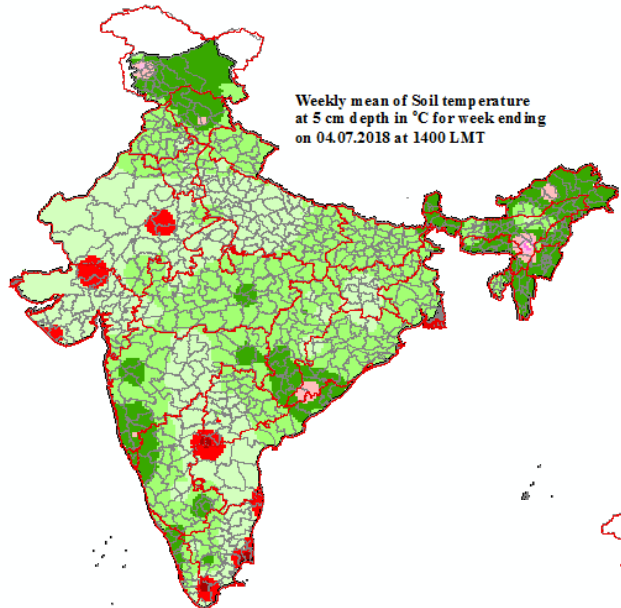 Weekly mean of Soil temperature
at 5 cm depth in °C for week ending
on 04.07.2018 at 1400 LMT